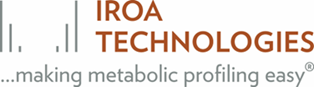 IROA
TECHNOLOGIES
...making metabolic profiling easy®